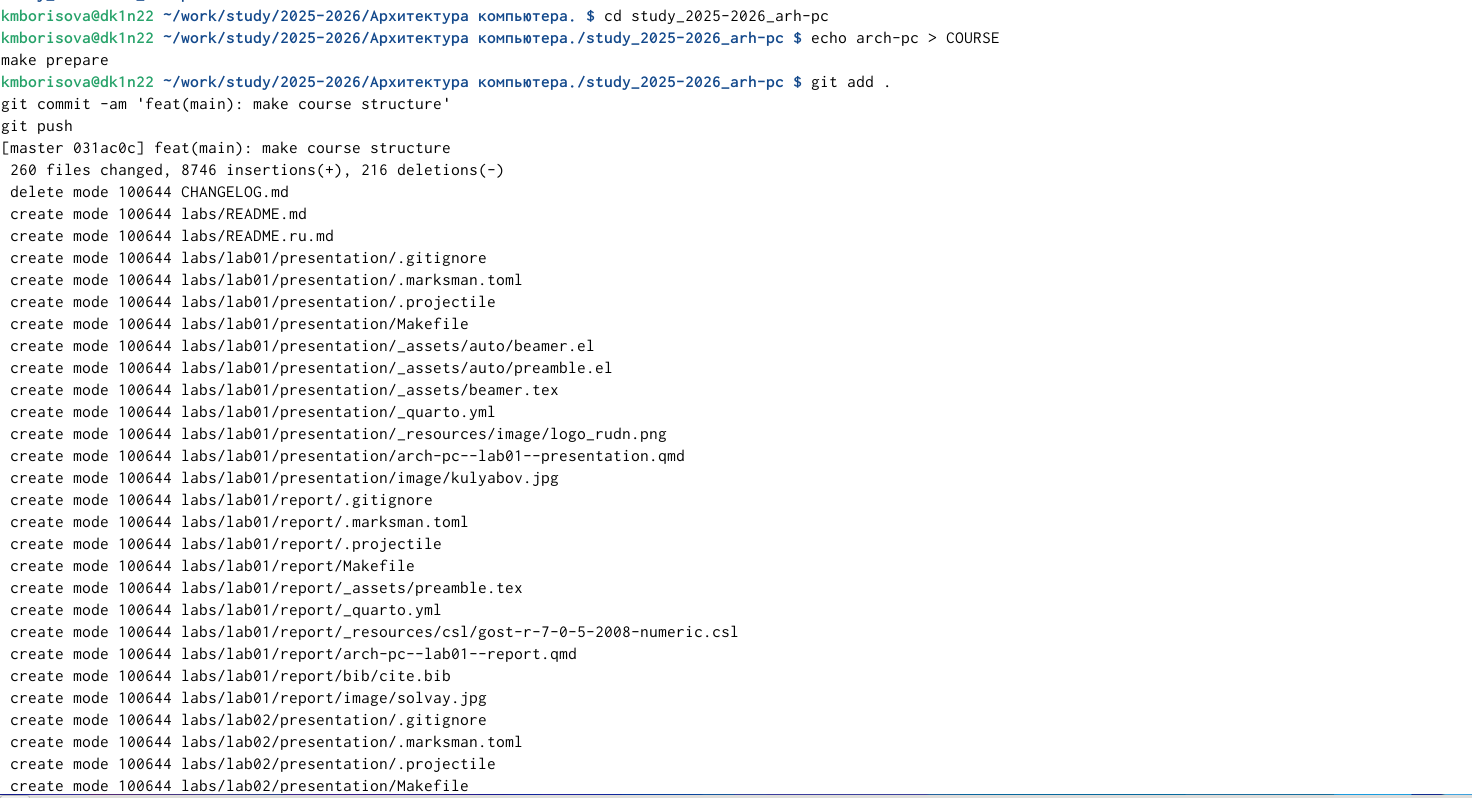 kmborisova@dk1n22 ~/work/study/2025-2026/Архитектура компьютера. $ cd study_2025-2026_arh-pc
kmborisova@dk1n22 ~/work/study/2025-2026/Архитектура компьютера./study_2025-2026_arh-pc $ echo arch-pc > COURSE
make prepare
kmborisova@dk1n22 ~/work/study/2025-2026/Архитектура компьютера./study_2025-2026_arh-pc $ git add .
git commit -am 'feat(main): make course structure'
git push
[master 031ac0c] feat(main): make course structure
 260 files changed, 8746 insertions(+), 216 deletions(-)
 delete mode 100644 CHANGELOG.md
 create mode 100644 labs/README.md
 create mode 100644 labs/README.ru.md
 create mode 100644 labs/lab01/presentation/.gitignore
 create mode 100644 labs/lab01/presentation/.marksman.toml
 create mode 100644 labs/lab01/presentation/.projectile
 create mode 100644 labs/lab01/presentation/Makefile
 create mode 100644 labs/lab01/presentation/_assets/auto/beamer.el
 create mode 100644 labs/lab01/presentation/_assets/auto/preamble.el
 create mode 100644 labs/lab01/presentation/_assets/beamer.tex
 create mode 100644 labs/lab01/presentation/_quarto.yml
 create mode 100644 labs/lab01/presentation/_resources/image/logo_rudn.png
 create mode 100644 labs/lab01/presentation/arch-pc--lab01--presentation.qmd
 create mode 100644 labs/lab01/presentation/image/kulyabov.jpg
 create mode 100644 labs/lab01/report/.gitignore
 create mode 100644 labs/lab01/report/.marksman.toml
 create mode 100644 labs/lab01/report/.projectile
 create mode 100644 labs/lab01/report/Makefile
 create mode 100644 labs/lab01/report/_assets/preamble.tex
 create mode 100644 labs/lab01/report/_quarto.yml
 create mode 100644 labs/lab01/report/_resources/csl/gost-r-7-0-5-2008-numeric.csl
 create mode 100644 labs/lab01/report/arch-pc--lab01--report.qmd
 create mode 100644 labs/lab01/report/bib/cite.bib
 create mode 100644 labs/lab01/report/image/solvay.jpg
 create mode 100644 labs/lab02/presentation/.gitignore
 create mode 100644 labs/lab02/presentation/.marksman.toml
 create mode 100644 labs/lab02/presentation/.projectile
 create mode 100644 labs/lab02/presentation/Makefile